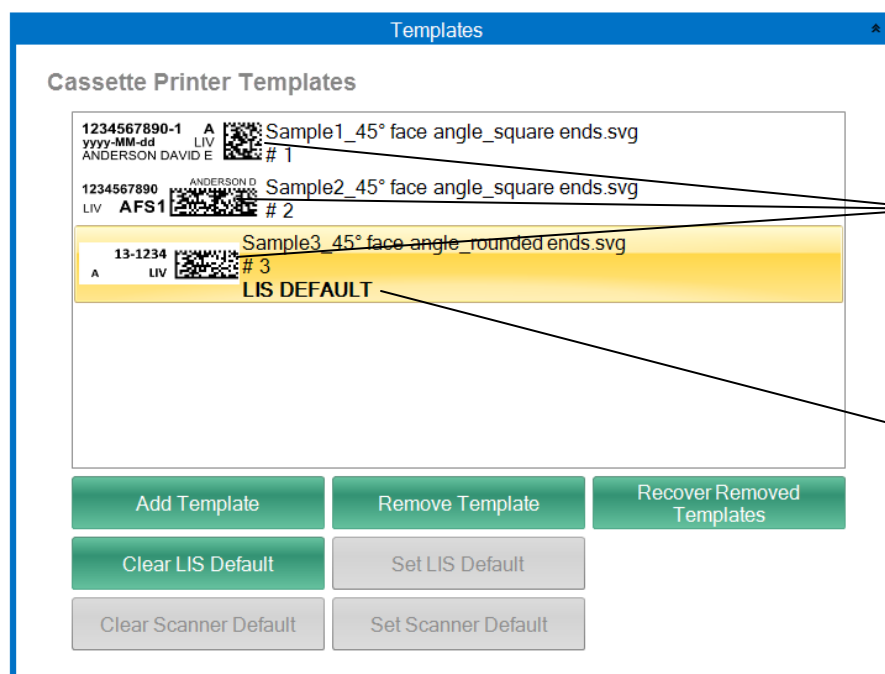 Templates
Cassette Printer Templates
1234567890-1 A
yyyy-MM-dd LIV
ANDERSON DAVID E
Sample1_45° face angle_square ends.svg
# 1
ANDERSON D
1234567890
LIV AFS1
Sample2_45° face angle_square ends.svg
# 2
13-1234
A LIV
Sample3_45° face angle_rounded ends.svg
# 3
LIS DEFAULT
Add Template
Remove Template
Recover Removed
Templates
Clear LIS Default
Set LIS Default
Clear Scanner Default
Set Scanner Default